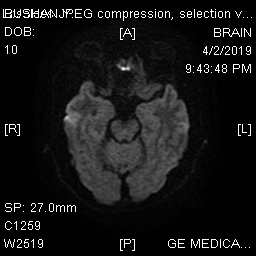 JPEG compression, selection v...
DOB:
10
[A]
BRAIN
4/2/2019
9:43:48 PM
[R]
[L]
SP: 27.0mm
C1259
W2519
[P]
GE MEDICA...